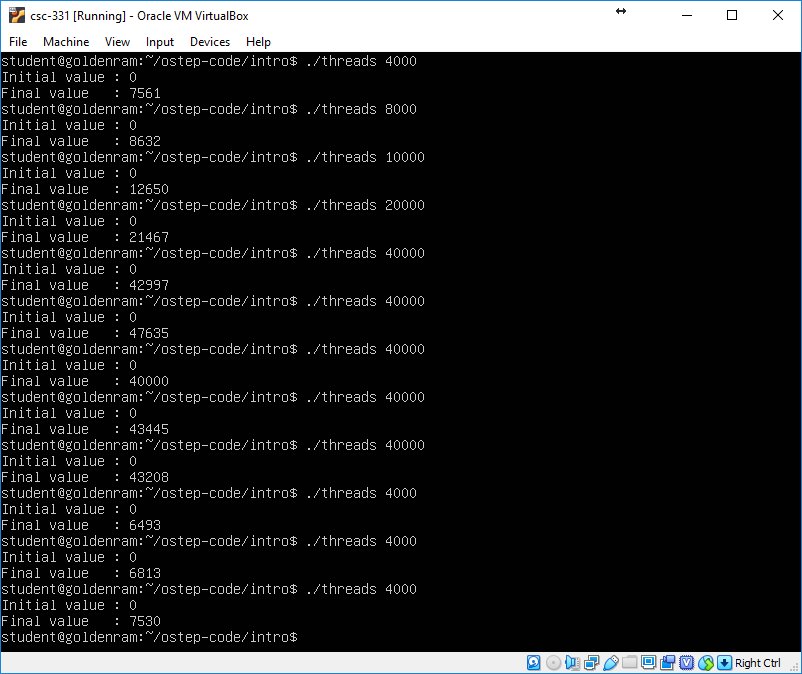 csc-331 [Running] - Oracle VM VirtualBox
File Machine View Input Devices Help
student@goldenram:~/ostep-code/intro$ ./threads 4000
Initial value : 0
Final value   : 7561
student@goldenram:~/ostep-code/intro$ ./threads 8000
Initial value : 0
Final value   : 8632
student@goldenram:~/ostep-code/intro$ ./threads 10000
Initial value : 0
Final value   : 12650
student@goldenram:~/ostep-code/intro$ ./threads 20000
Initial value : 0
Final value   : 21467
student@goldenram:~/ostep-code/intro$ ./threads 40000
Initial value : 0
Final value   : 42997
student@goldenram:~/ostep-code/intro$ ./threads 40000
Initial value : 0
Final value   : 47635
student@goldenram:~/ostep-code/intro$ ./threads 40000
Initial value : 0
Final value   : 40000
student@goldenram:~/ostep-code/intro$ ./threads 40000
Initial value : 0
Final value   : 43445
student@goldenram:~/ostep-code/intro$ ./threads 40000
Initial value : 0
Final value   : 43208
student@goldenram:~/ostep-code/intro$ ./threads 4000
Initial value : 0
Final value   : 6493
student@goldenram:~/ostep-code/intro$ ./threads 4000
Initial value : 0
Final value   : 6813
student@goldenram:~/ostep-code/intro$ ./threads 4000
Initial value : 0
Final value   : 7530
student@goldenram:~/ostep-code/intro$
Right Ctrl